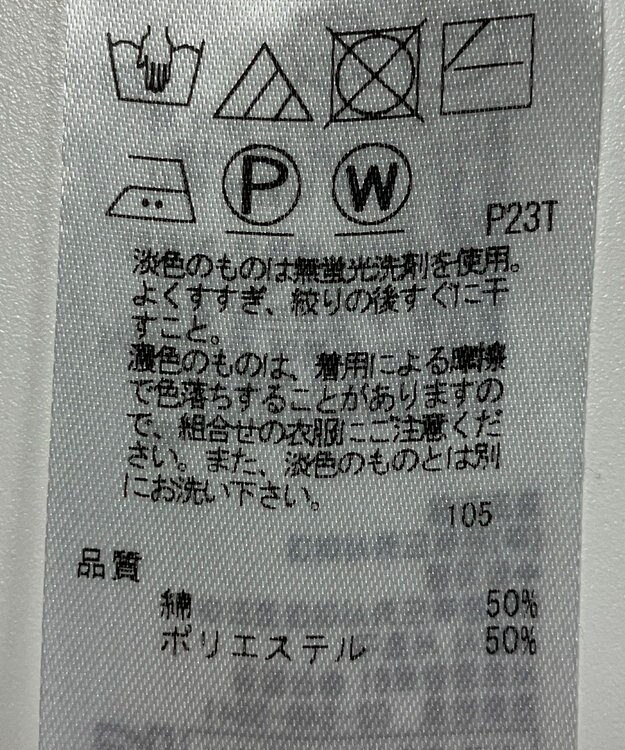 P W
P23T
淡色のものは無蛍光洗剤を使用。
よくすすぎ、絞りの後すぐに干
すこと。
濃色のものは、着用による摩擦
で色落ちすることがありますの
で、組合せの衣服にご注意くだ
さい。また、淡色のものとは別
にお洗い下さい。
105
品質
綿 50%
ポリエステル 50%